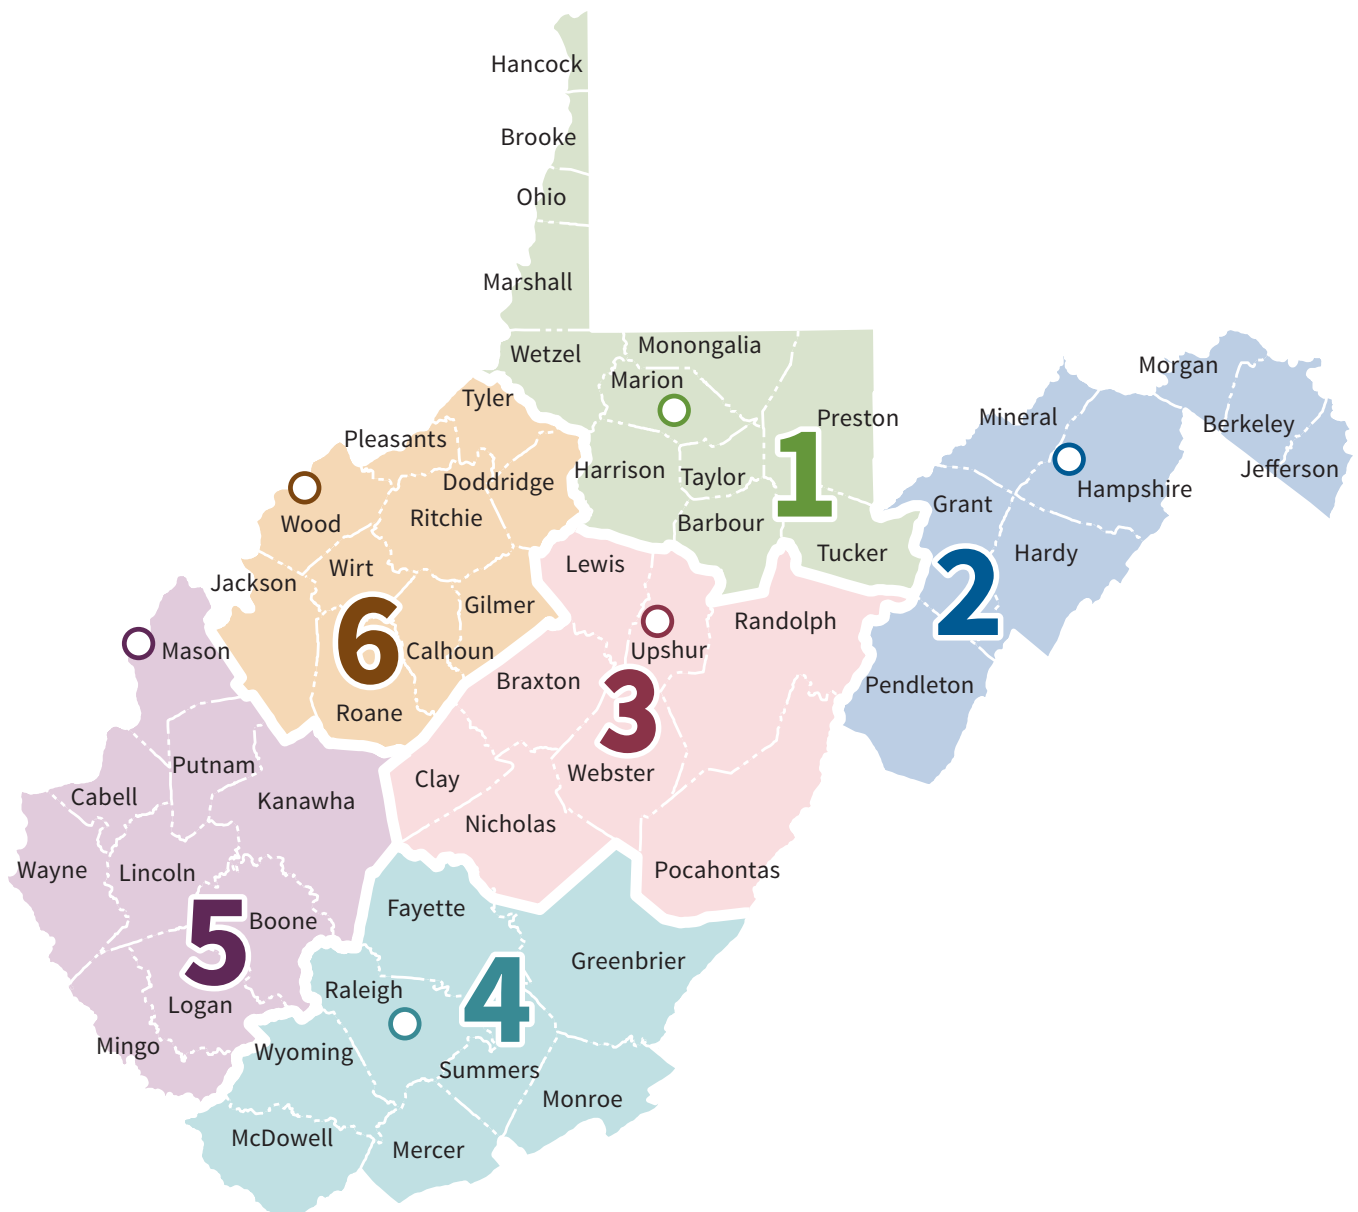 Hancock
Brooke
Ohio
Marshall
Wetzel
Monongalia
Marion
Preston
Harrison
Taylor
1
Barbour
Tucker
Morgan
Mineral
Berkeley
Jefferson
Hampshire
Grant
Hardy
2
Pendleton
Tyler
Pleasants
Doddridge
Ritchie
Wood
Wirt
Jackson
Gilmer
6
Calhoun
Roane
Lewis
Randolph
Upshur
Braxton
3
Webster
Clay
Nicholas
Pocahontas
Mason
Putnam
Cabell
Kanawha
Wayne
Lincoln
5
Boone
Logan
Mingo
Fayette
Greenbrier
Raleigh
4
Wyoming
Summers
Monroe
McDowell
Mercer